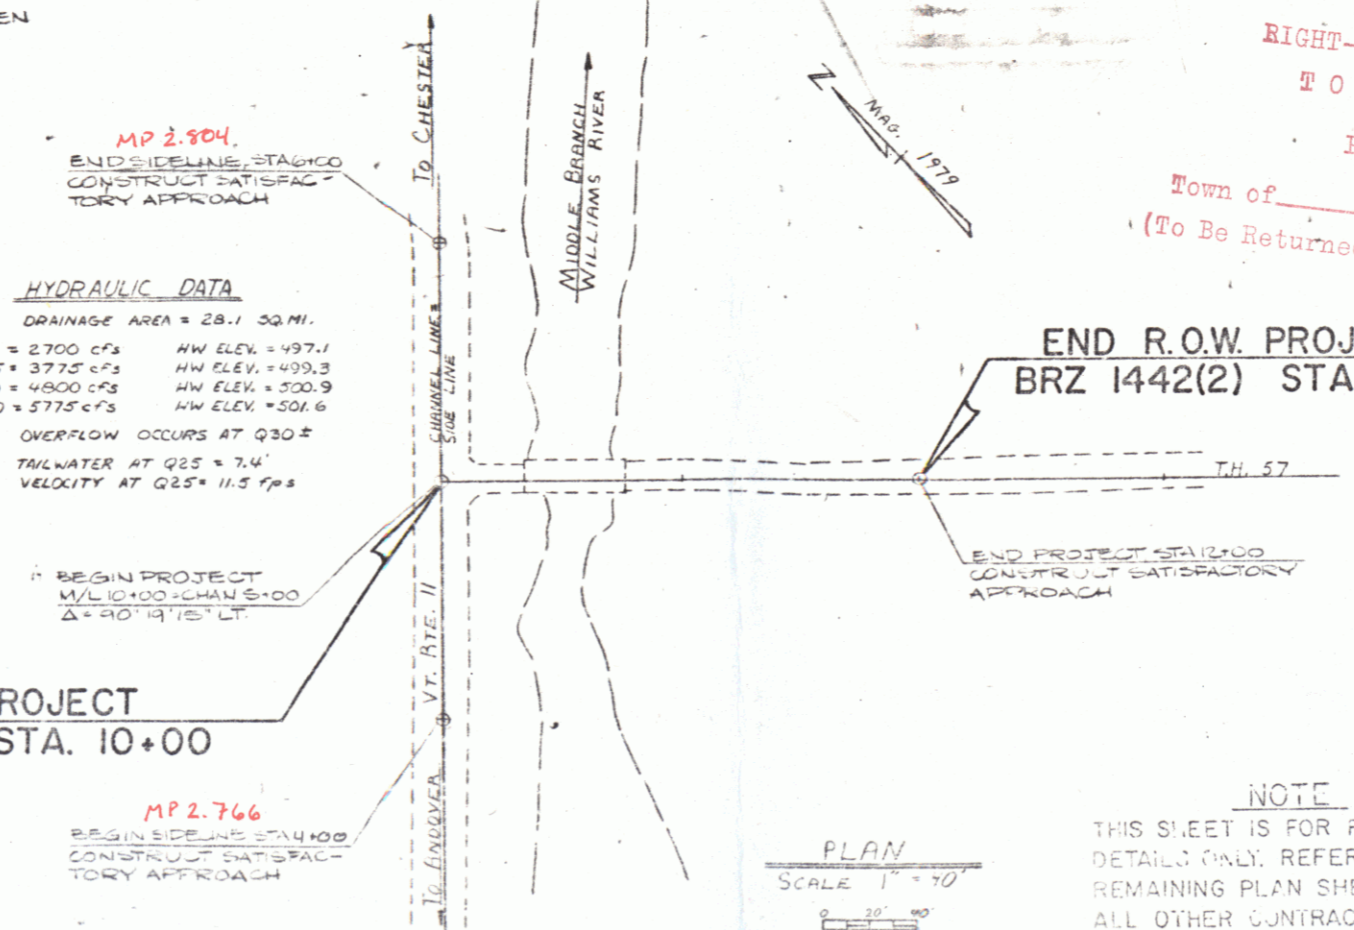 EN
RIGHT-
TO
Town of
(To Be Returne
MP 2.804.
END SIDELINE, STA 6+00
CONSTRUCT SATISFAC-
TORY APPROACH
TO CHESTER
MIDDLE BRANCH
WILLIAMS RIVER
MAG. 1979
HYDRAULIC DATA
DRAINAGE AREA = 28.1 SQ. MI.
= 2700 cfs HW ELEV. = 497.1
= 3775 cfs HW ELEV. = 499.3
= 4800 cfs HW ELEV. = 500.9
= 5775 cfs HW ELEV. = 501.6
OVERFLOW OCCURS AT Q30 ±
TAILWATER AT Q25 = 7.4'
VELOCITY AT Q25 = 11.5 fps
CHANNEL LINE =
SIDE LINE
END R.O.W. PROJ
BRZ 1442(2) STA
T.H. 57
END PROJECT STA 12+00
CONSTRUCT SATISFACTORY
APPROACH
BEGIN PROJECT
M/L 10+00 = CHAN 5+00
Δ = 90° 19' 15" LT.
ROJECT
STA. 10+00
VT. RTE. 11
TO ANDOVER
MP 2.766
BEGIN SIDELINE STA 4+00
CONSTRUCT SATISFAC-
TORY APPROACH
PLAN
SCALE 1" = 40'
0 20' 40'
NOTE
THIS SHEET IS FOR
DETAILS ONLY. REFER
REMAINING PLAN SHE
ALL OTHER CONTRAC